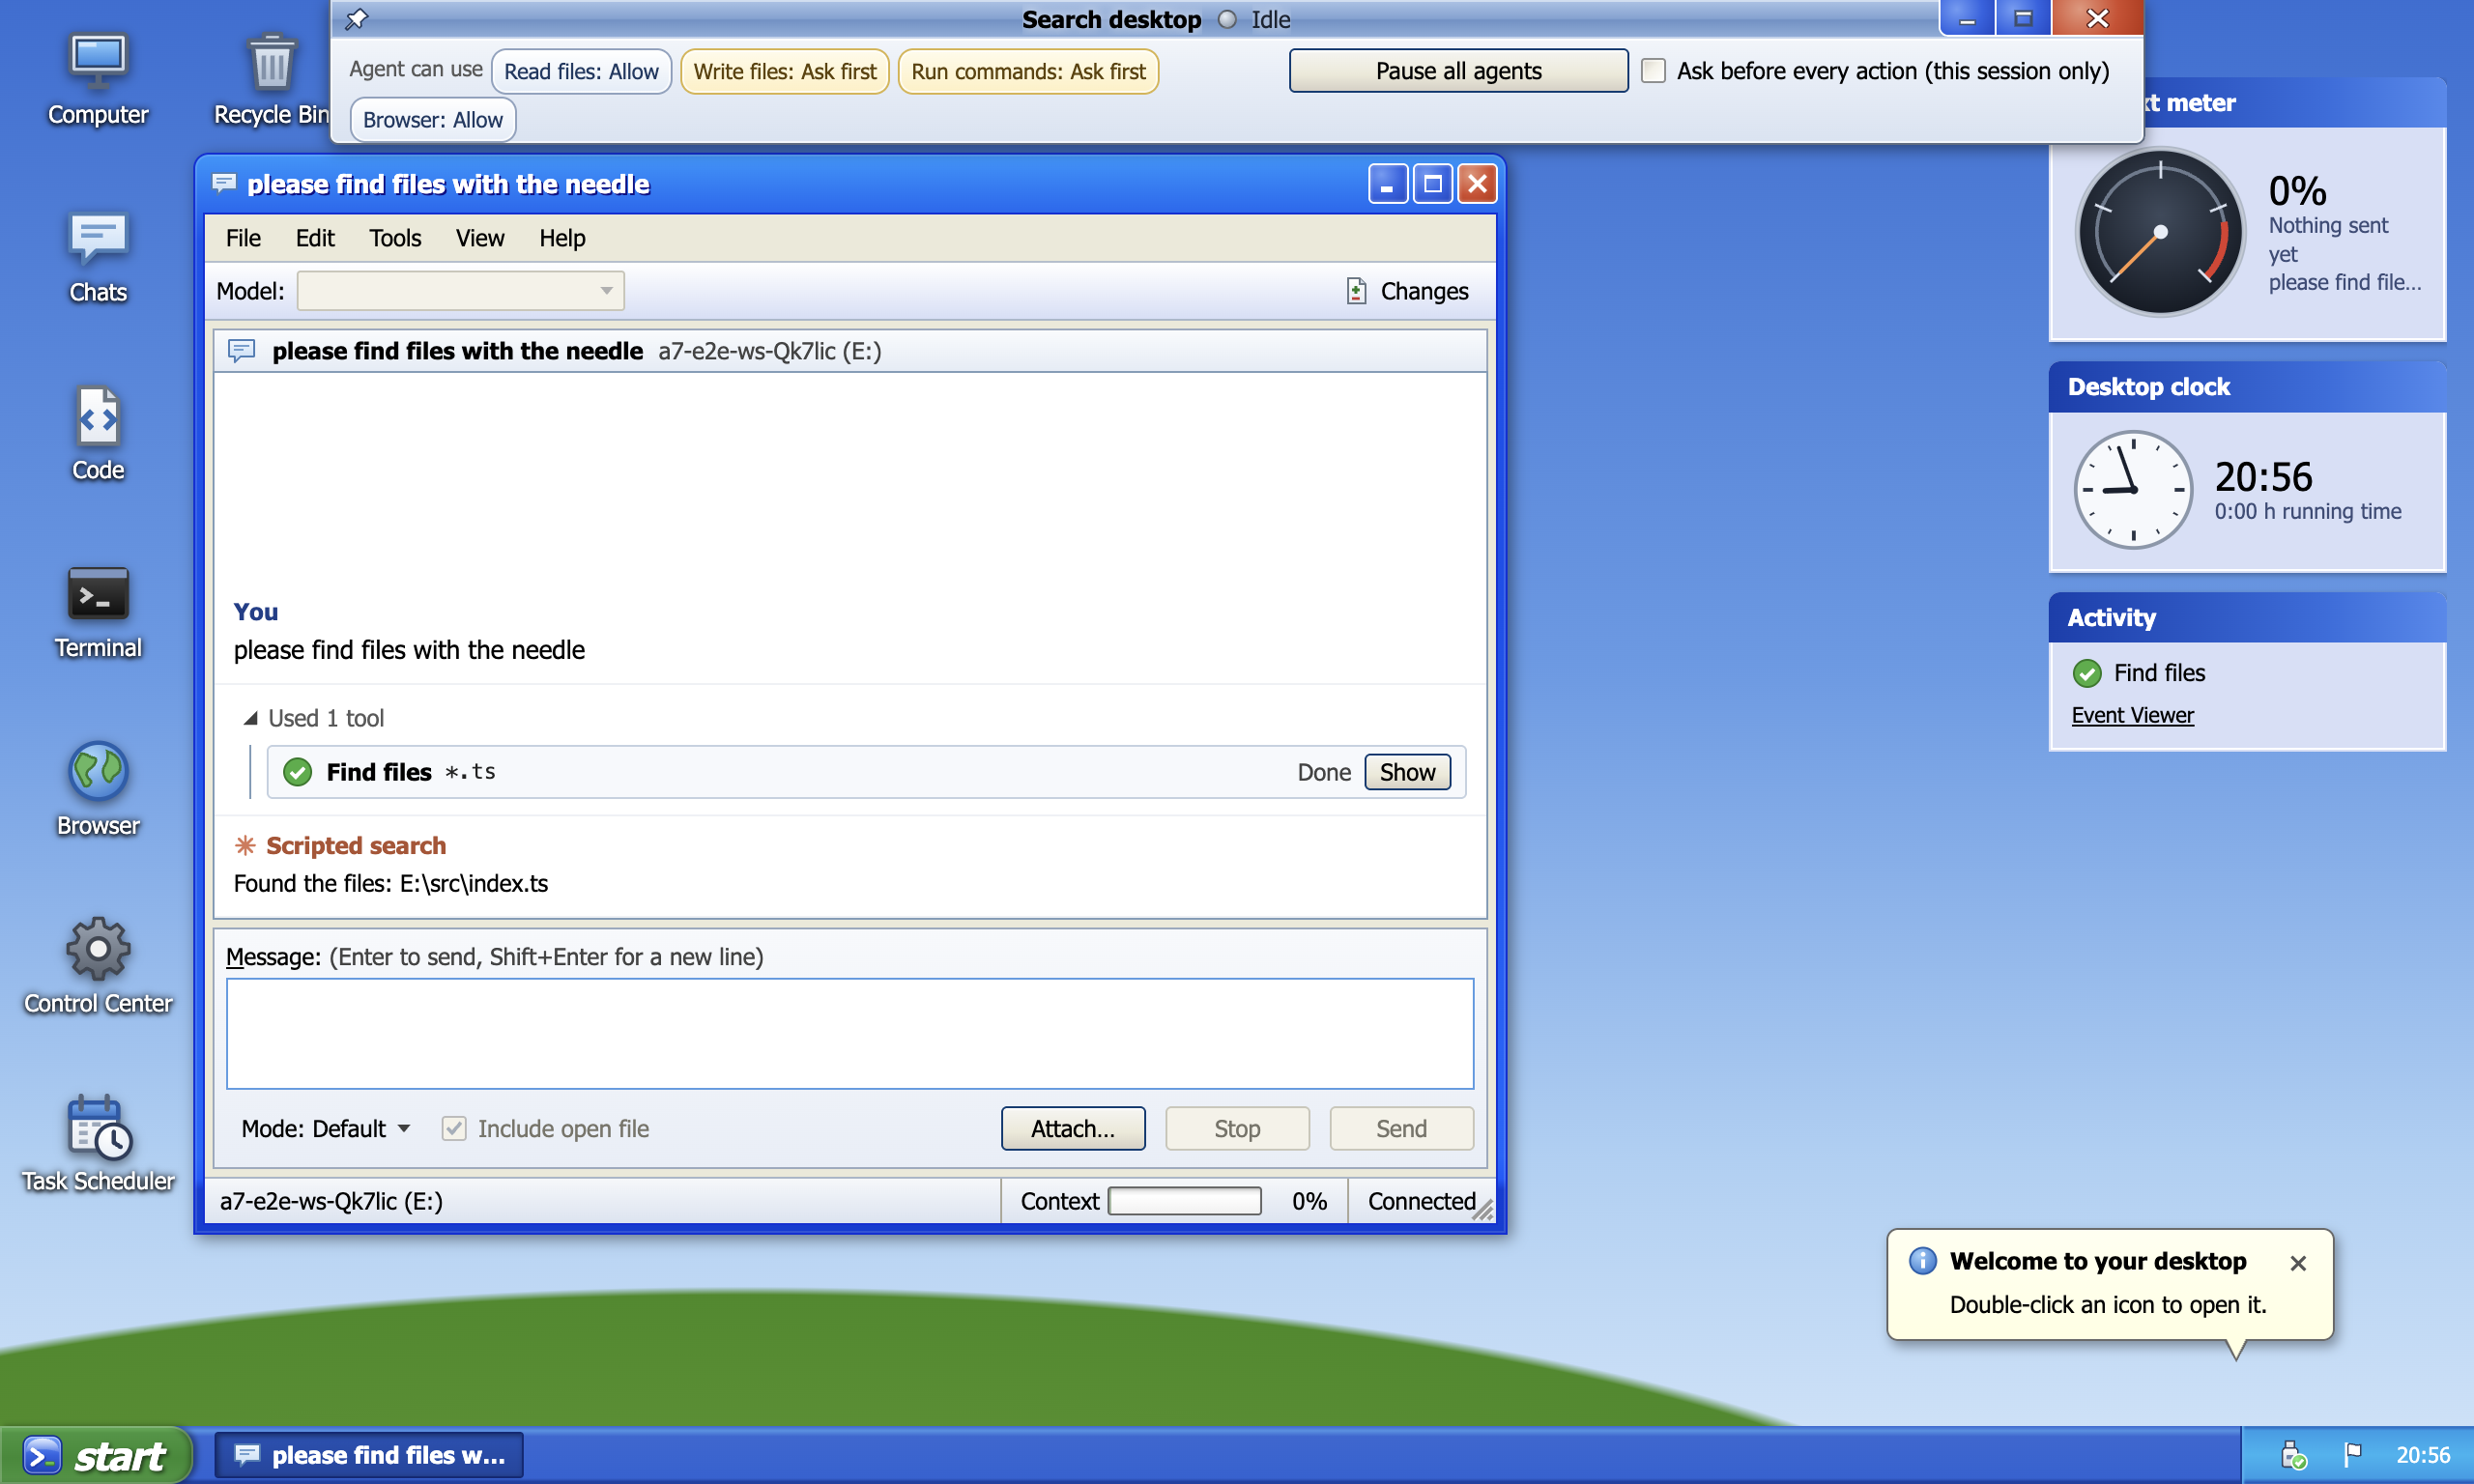 Search desktop Idle
Agent can use Read files: Allow Write files: Ask first Run commands: Ask first
Browser: Allow
Pause all agents Ask before every action (this session only)
Computer
Recycle Bin
Chats
Code
Terminal
Browser
Control Center
Task Scheduler
please find files with the needle
File Edit Tools View Help
Model: Changes
please find files with the needle a7-e2e-ws-Qk7lic (E:)
You
please find files with the needle
Used 1 tool
Find files *.ts Done Show
Scripted search
Found the files: E:\src\index.ts
Message: (Enter to send, Shift+Enter for a new line)
Mode: Default Include open file Attach... Stop Send
a7-e2e-ws-Qk7lic (E:) Context 0% Connected
meter
0%
Nothing sent
yet
please find file...
Desktop clock
20:56
0:00 h running time
Activity
Find files
Event Viewer
Welcome to your desktop
Double-click an icon to open it.
start please find files w... 20:56